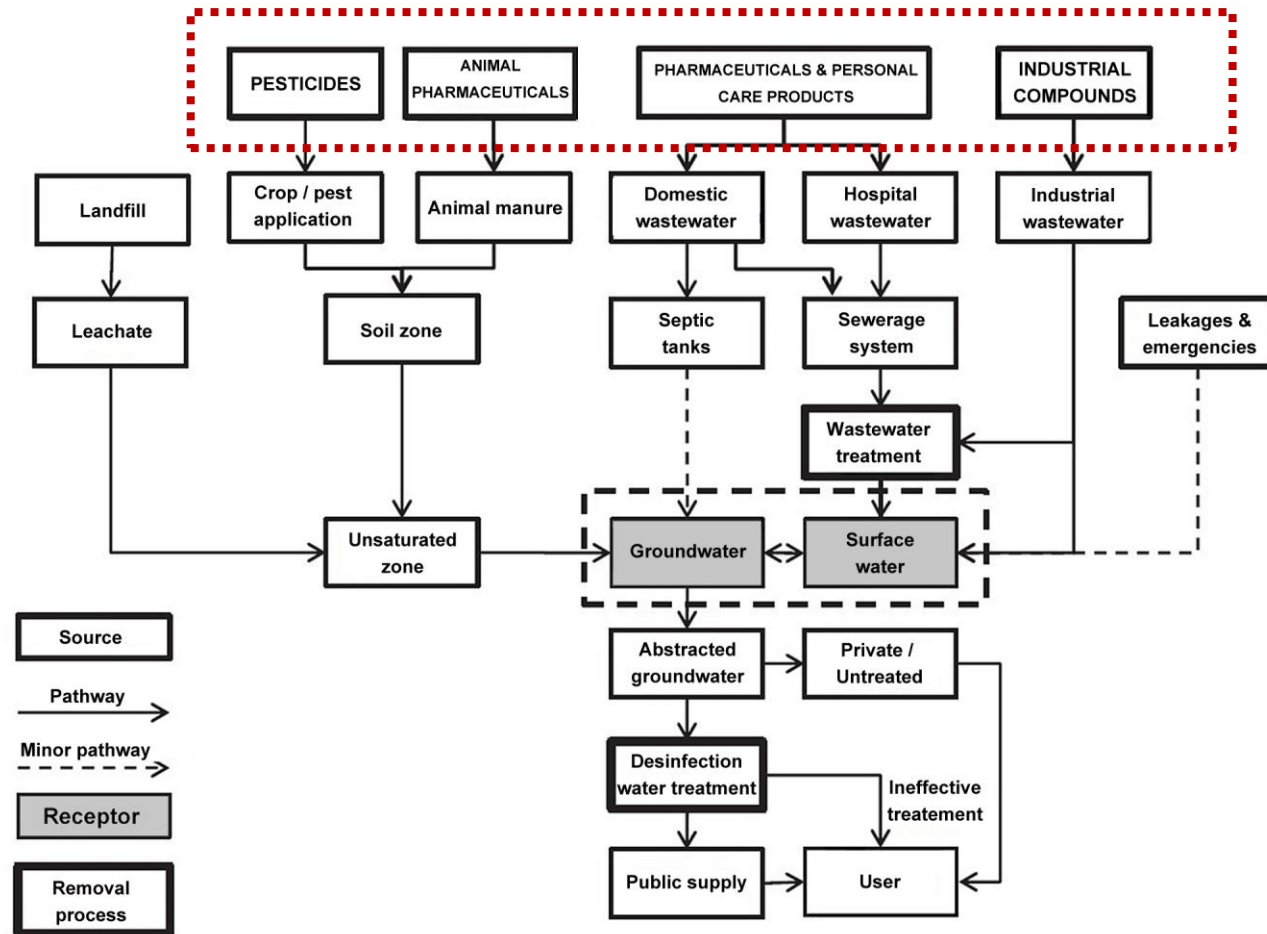 PESTICIDES
ANIMAL
PHARMACEUTICALS
PHARMACEUTICALS & PERSONAL
CARE PRODUCTS
INDUSTRIAL
COMPOUNDS
Landfill
Crop / pest
application
Animal manure
Domestic
wastewater
Hospital
wastewater
Industrial
wastewater
Leachate
Soil zone
Septic
tanks
Sewerage
system
Leakages &
emergencies
Wastewater
treatment
Unsaturated
zone
Groundwater
Surface
water
Source
Pathway
Minor pathway
Receptor
Removal
process
Abstracted
groundwater
Private /
Untreated
Desinfection
water treatment
Ineffective
treatement
Public supply
User